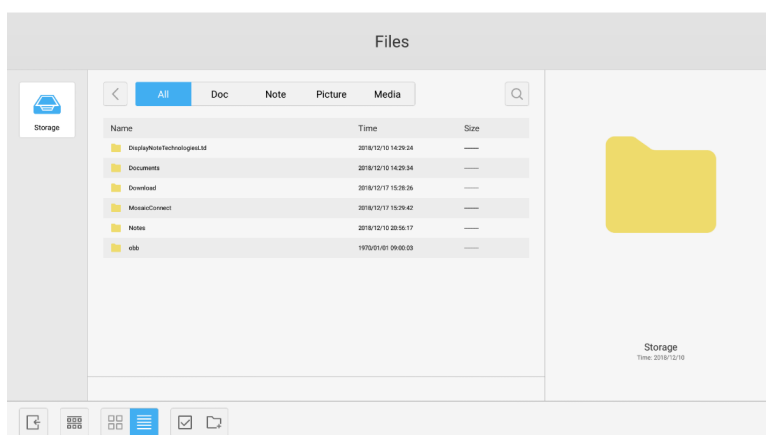 Files
Storage
All Doc Note Picture Media
Name Time Size
DisplayNoteTechnologiesLtd 2018/12/10 14:29:24 —
Documents 2018/12/10 14:29:34 —
Download 2018/12/17 15:28:26 —
MosaicConnect 2018/12/17 15:29:42 —
Notes 2018/12/10 20:56:17 —
obb 1970/01/01 09:00:03 —
Storage
Time: 2018/12/10